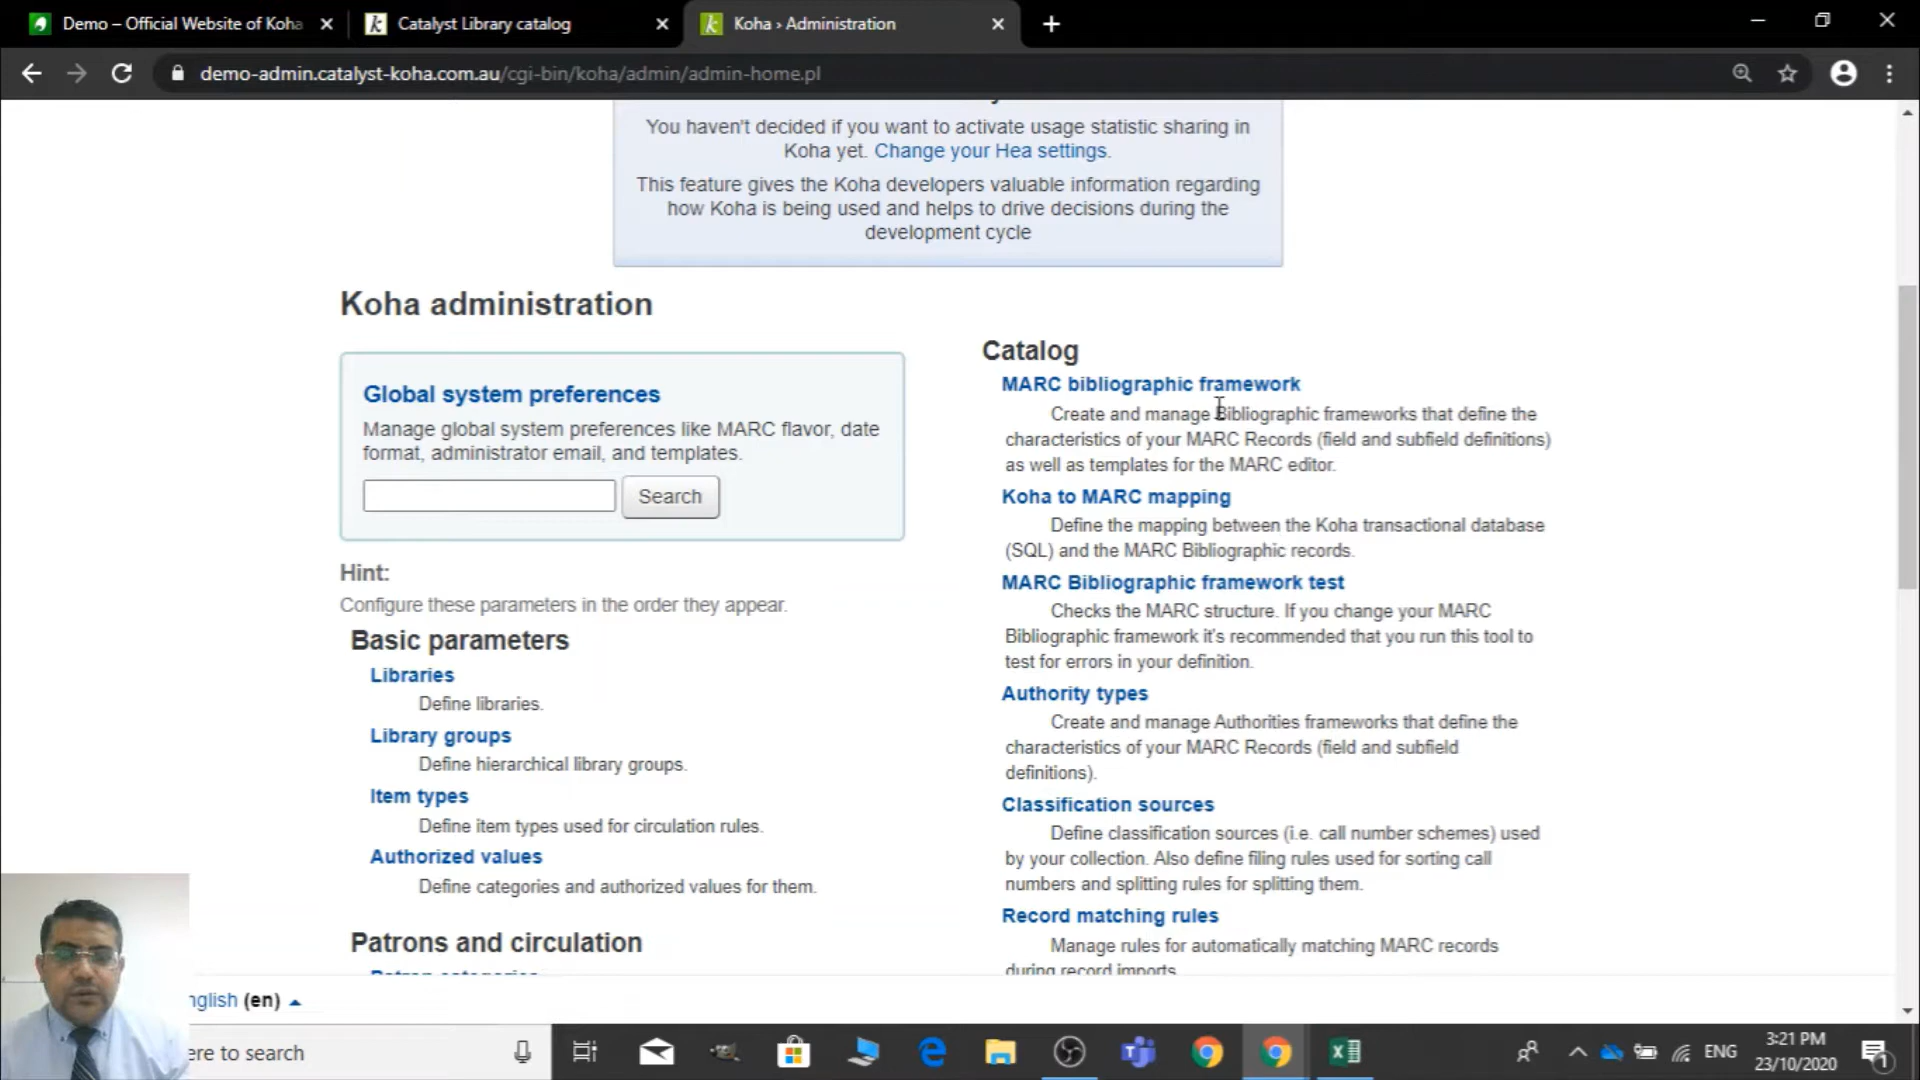 Demo – Official Website of Koha
Catalyst Library catalog
Koha › Administration
demo-admin.catalyst-koha.com.au/cgi-bin/koha/admin/admin-home.pl
You haven't decided if you want to activate usage statistic sharing in
Koha yet. Change your Hea settings.
This feature gives the Koha developers valuable information regarding
how Koha is being used and helps to drive decisions during the
development cycle
Koha administration
Global system preferences
Manage global system preferences like MARC flavor, date
format, administrator email, and templates.
Search
Hint:
Configure these parameters in the order they appear.
Basic parameters
Libraries
Define libraries.
Library groups
Define hierarchical library groups.
Item types
Define item types used for circulation rules.
Authorized values
Define categories and authorized values for them.
Patrons and circulation
Patron categories
Catalog
MARC bibliographic framework
Create and manage Bibliographic frameworks that define the
characteristics of your MARC Records (field and subfield definitions)
as well as templates for the MARC editor.
Koha to MARC mapping
Define the mapping between the Koha transactional database
(SQL) and the MARC Bibliographic records.
MARC Bibliographic framework test
Checks the MARC structure. If you change your MARC
Bibliographic framework it's recommended that you run this tool to
test for errors in your definition.
Authority types
Create and manage Authorities frameworks that define the
characteristics of your MARC Records (field and subfield
definitions).
Classification sources
Define classification sources (i.e. call number schemes) used
by your collection. Also define filing rules used for sorting call
numbers and splitting rules for splitting them.
Record matching rules
Manage rules for automatically matching MARC records
during record imports.
nglish (en)
ere to search
ENG
3:21 PM
23/10/2020
1